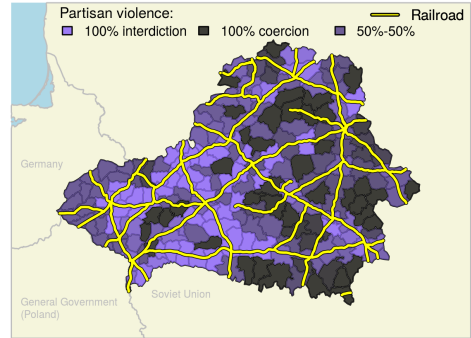 Partisan violence:
Railroad
100% interdiction
100% coercion
50%-50%
Germany
General Government
(Poland)
Soviet Union